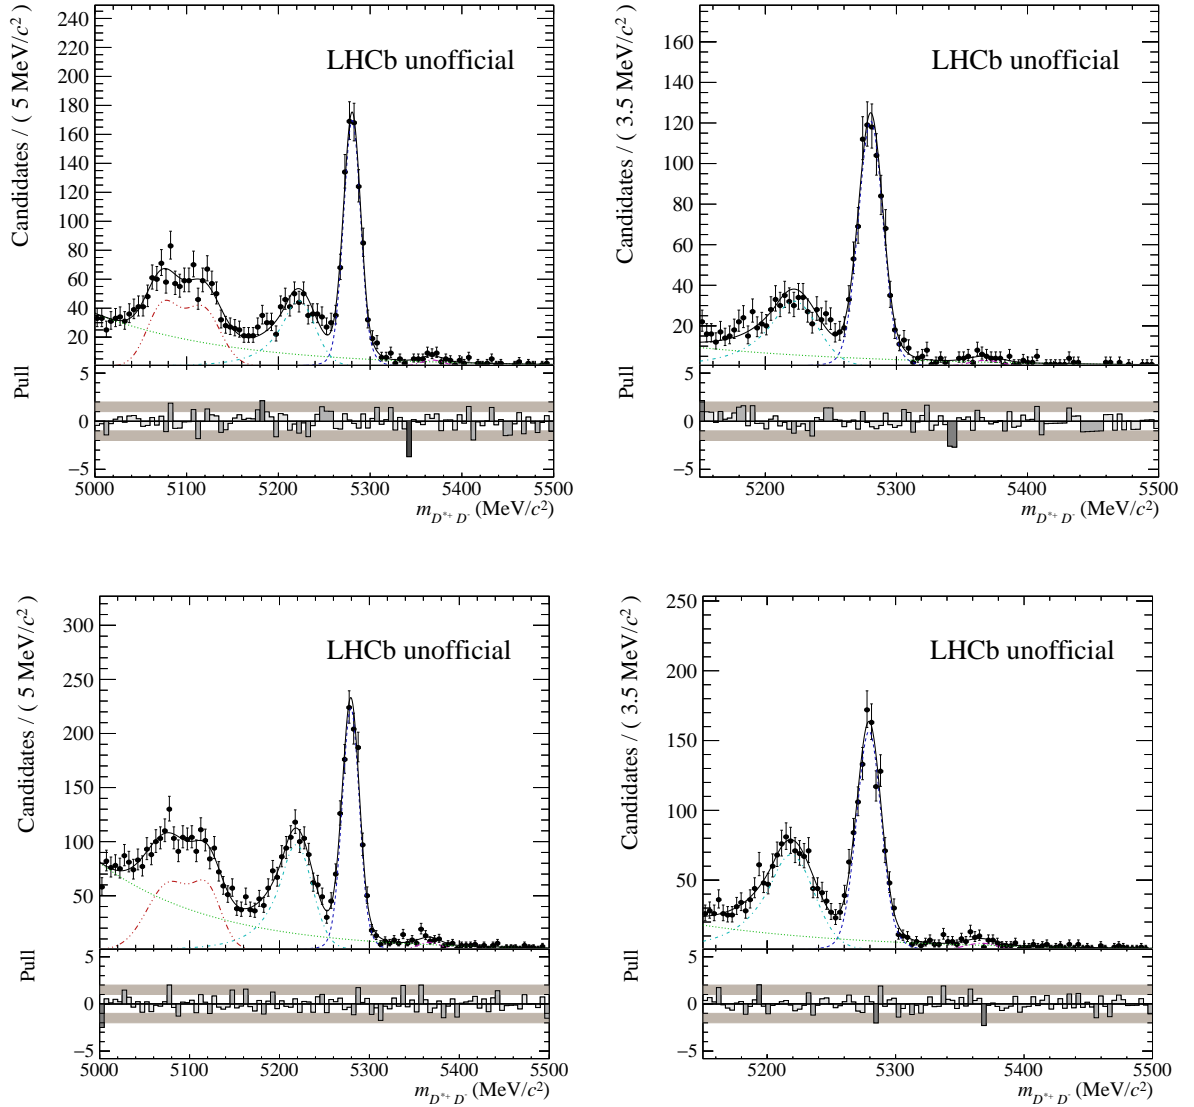 240
220
200
180
160
140
120
100
80
60
40
20
Candidates / ( 5 MeV/c²)
LHCb unofficial
5
0
−5
Pull
5000 5100 5200 5300 5400 5500
m_{D*+ D-} (MeV/c²)
160
140
120
100
80
60
40
20
Candidates / ( 3.5 MeV/c²)
LHCb unofficial
5
0
−5
Pull
5200 5300 5400 5500
m_{D*+ D-} (MeV/c²)
300
250
200
150
100
50
Candidates / ( 5 MeV/c²)
LHCb unofficial
5
0
−5
Pull
5000 5100 5200 5300 5400 5500
m_{D*+ D-} (MeV/c²)
250
200
150
100
50
Candidates / ( 3.5 MeV/c²)
LHCb unofficial
5
0
−5
Pull
5200 5300 5400 5500
m_{D*+ D-} (MeV/c²)